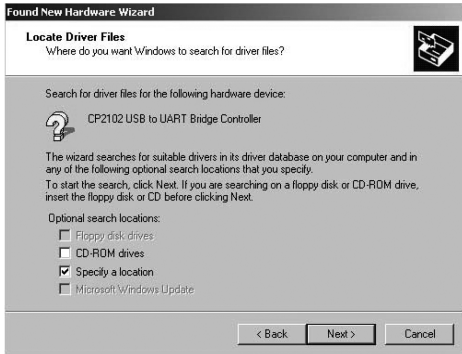 Found New Hardware Wizard
Locate Driver Files
Where do you want Windows to search for driver files?
Search for driver files for the following hardware device:
CP2102 USB to UART Bridge Controller
The wizard searches for suitable drivers in its driver database on your computer and in
any of the following optional search locations that you specify.
To start the search, click Next. If you are searching on a floppy disk or CD-ROM drive,
insert the floppy disk or CD before clicking Next.
Optional search locations:
Floppy disk drives
CD-ROM drives
Specify a location
Microsoft Windows Update
< Back Next > Cancel